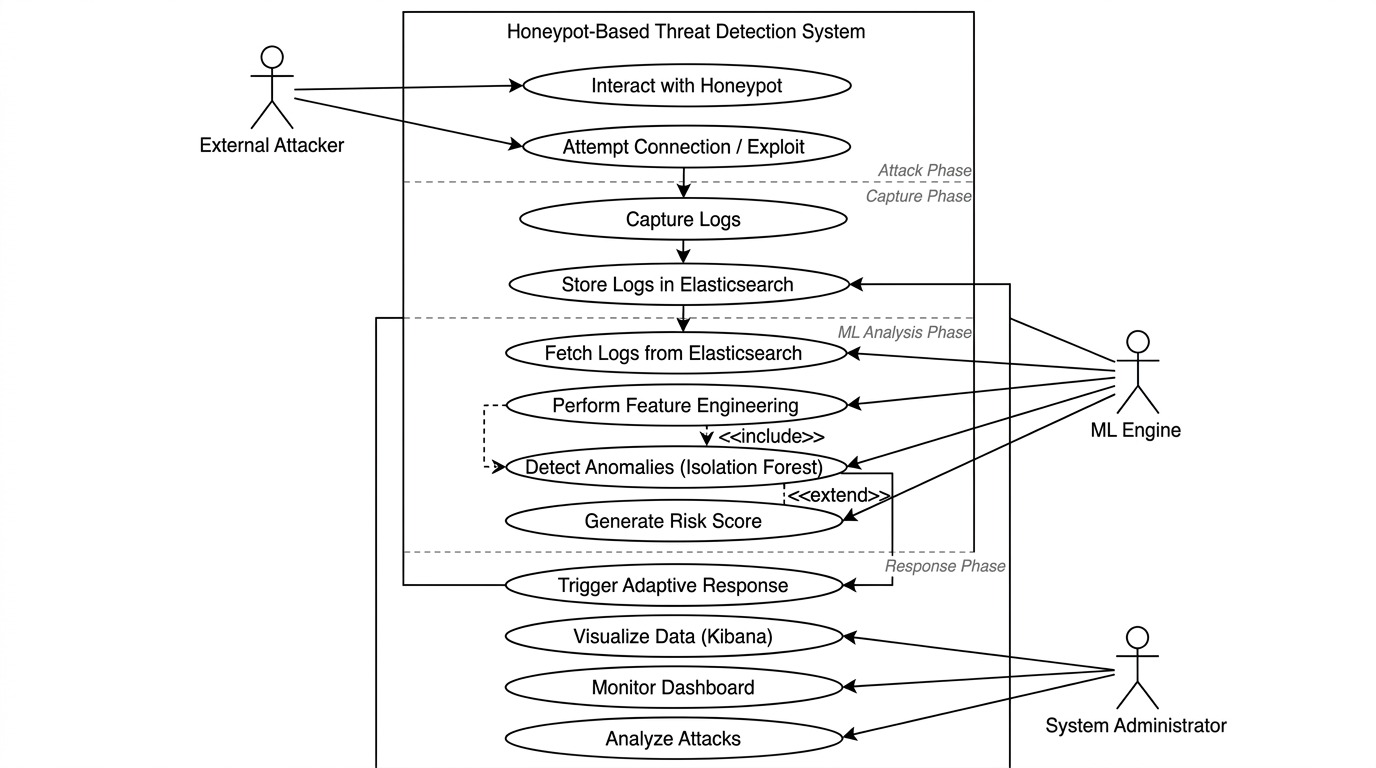 Honeypot-Based Threat Detection System
Interact with Honeypot
External Attacker
Attempt Connection / Exploit
Attack Phase
Capture Phase
Capture Logs
Store Logs in Elasticsearch
ML Analysis Phase
Fetch Logs from Elasticsearch
Perform Feature Engineering
ML Engine
<<include>>
Detect Anomalies (Isolation Forest)
<<extend>>
Generate Risk Score
Response Phase
Trigger Adaptive Response
Visualize Data (Kibana)
Monitor Dashboard
System Administrator
Analyze Attacks